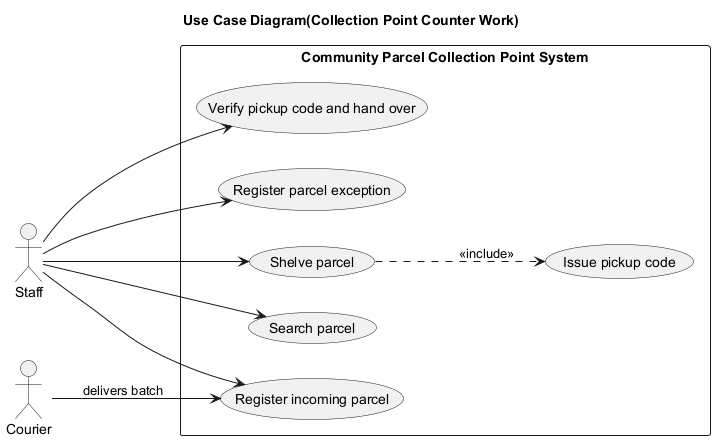 Use Case Diagram(Collection Point Counter Work)
Community Parcel Collection Point System
Verify pickup code and hand over
Register parcel exception
Shelve parcel
«include»
Issue pickup code
Staff
Search parcel
delivers batch
Register incoming parcel
Courier